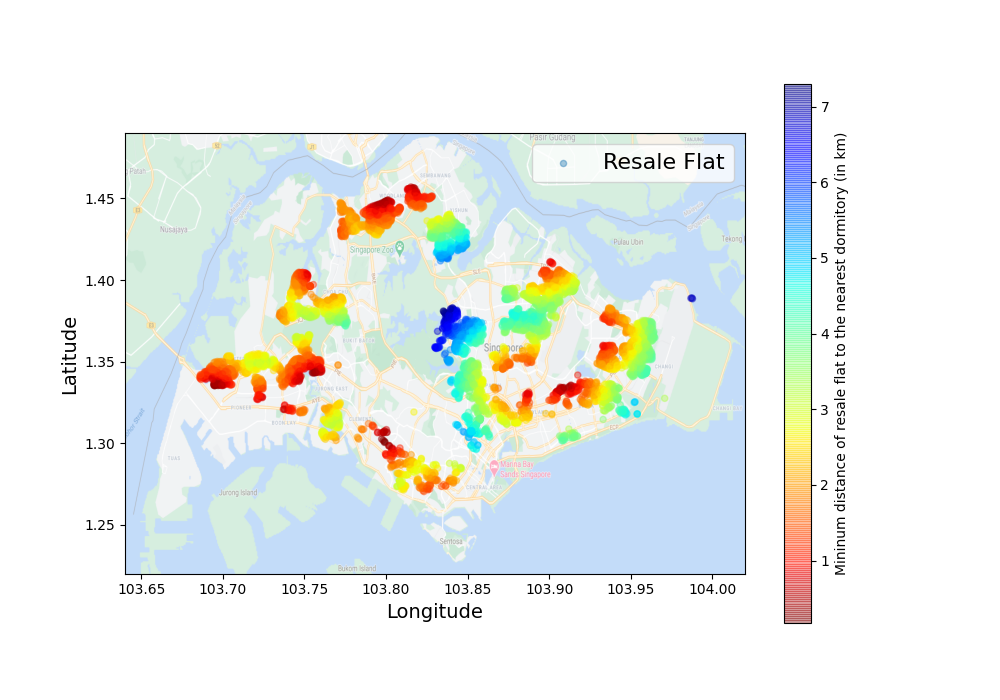 Pasir Gudang
Resale Flat
Nusajaya
Singapore Zoo
Pulau Ubin
Tekong
Singapore
Marina Bay
Sands Singapore
Jurong Island
Sentosa
Bukom Island
1.45
1.40
1.35
1.30
1.25
Latitude
103.65 103.70 103.75 103.80 103.85 103.90 103.95 104.00
Longitude
7
6
5
4
3
2
1
Mininum distance of resale flat to the nearest dormitory (in km)